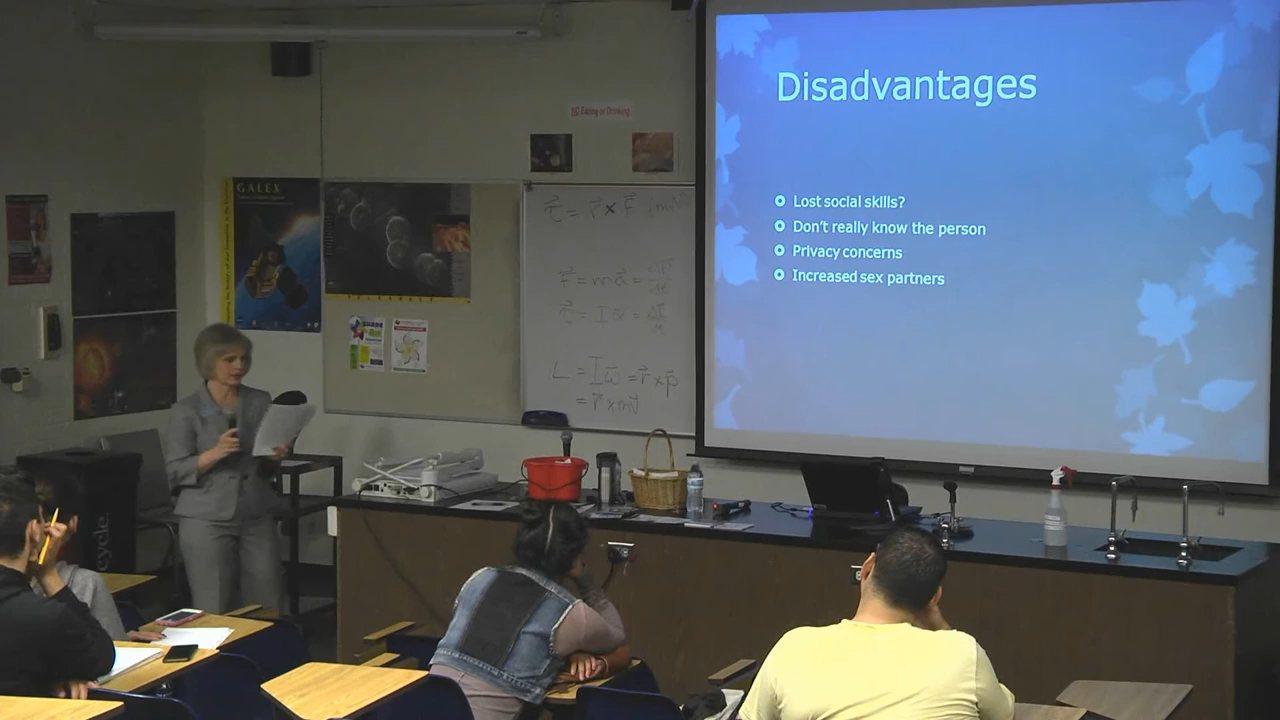 Disadvantages
Lost social skills?
Don't really know the person
Privacy concerns
Increased sex partners
NO Eating or Drinking
GALEX
τ⃗ = r⃗ × F⃗
F⃗ = ma⃗ =
τ⃗ = Iα⃗ =
L = Iω⃗ = r⃗ × p⃗
= r⃗ × mv⃗